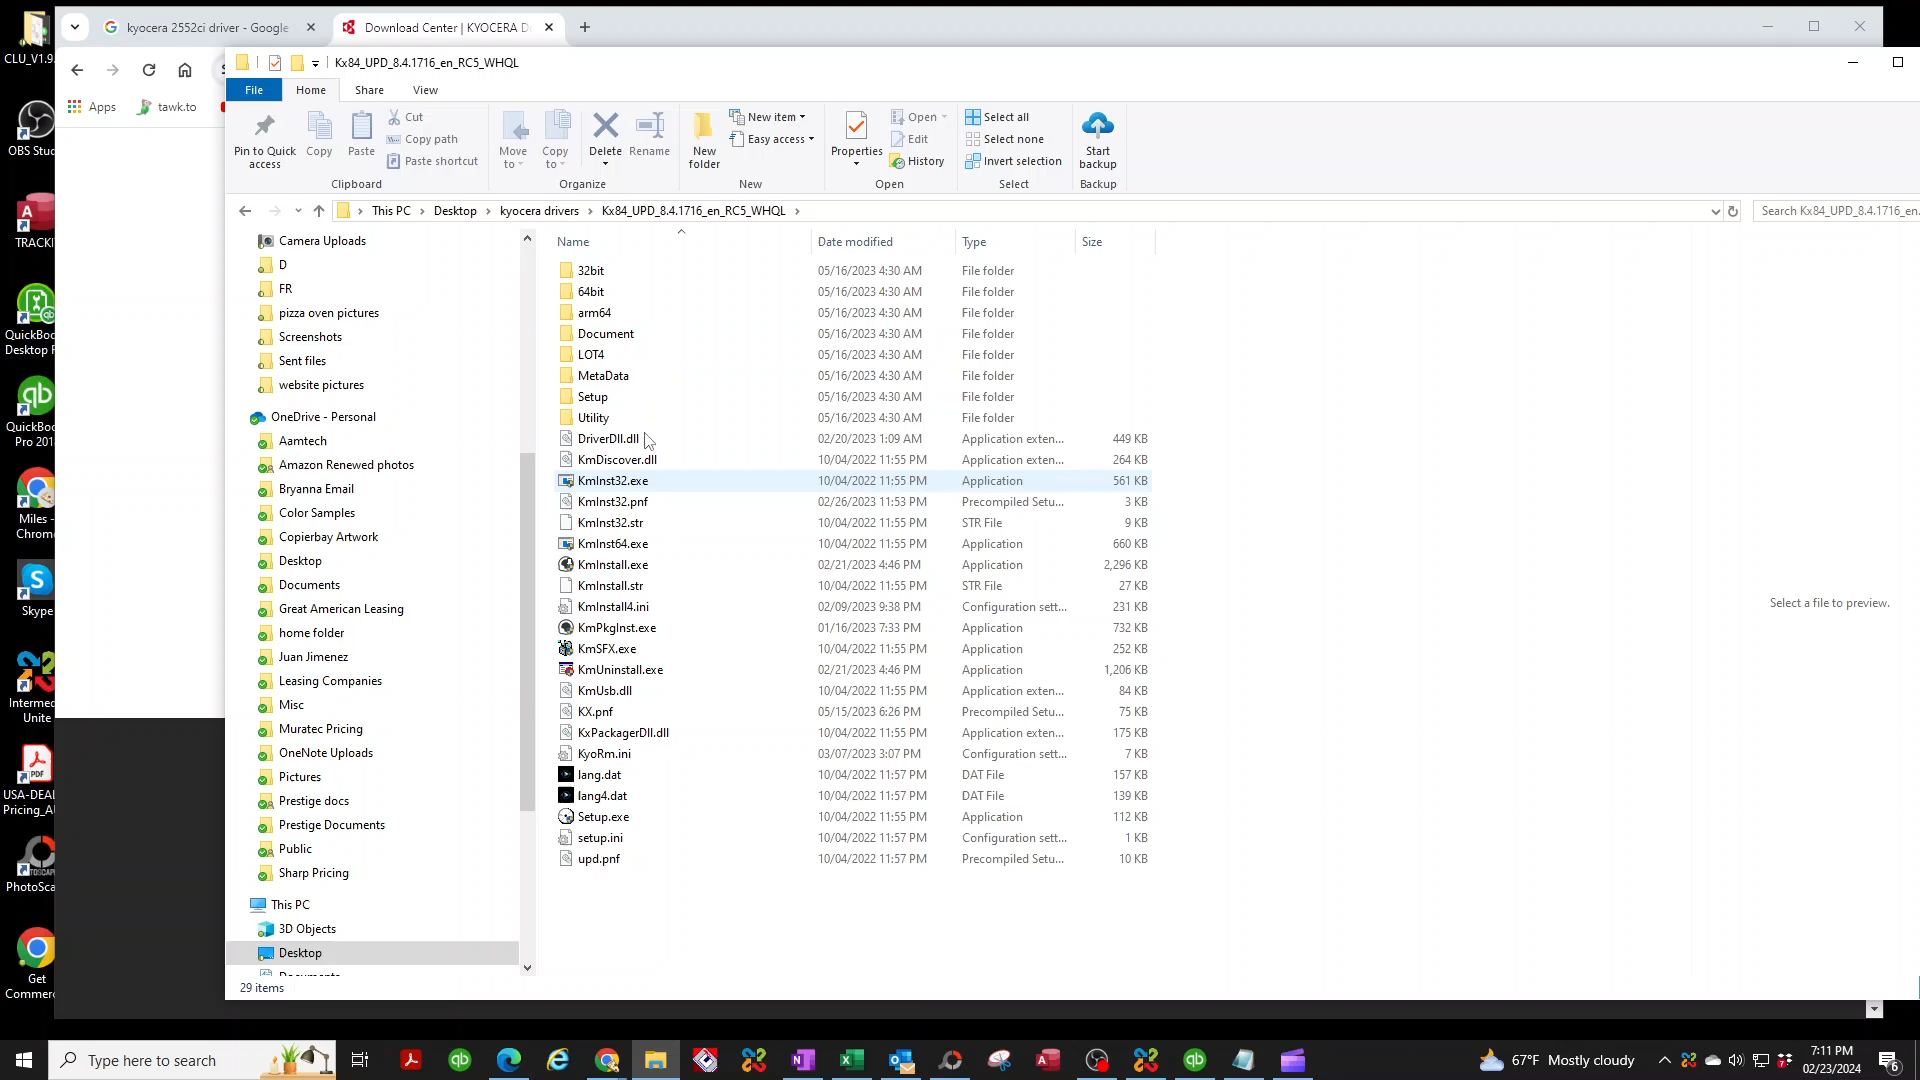 kyocera 2552ci driver - Google
Download Center | KYOCERA D
CLU_V1.9
Apps
tawk.to
Kx84_UPD_8.4.1716_en_RC5_WHQL
File
Home
Share
View
Pin to Quick access
Copy
Paste
Cut
Copy path
Paste shortcut
Clipboard
Move to
Copy to
Delete
Rename
Organize
New folder
New item
Easy access
New
Properties
Open
Edit
History
Open
Select all
Select none
Invert selection
Select
Start backup
Backup
This PC > Desktop > kyocera drivers > Kx84_UPD_8.4.1716_en_RC5_WHQL >
Search Kx84_UPD_8.4.1716_en.
Camera Uploads
D
FR
pizza oven pictures
Screenshots
Sent files
website pictures
OneDrive - Personal
Aamtech
Amazon Renewed photos
Bryanna Email
Color Samples
Copierbay Artwork
Desktop
Documents
Great American Leasing
home folder
Juan Jimenez
Leasing Companies
Misc
Muratec Pricing
OneNote Uploads
Pictures
Prestige docs
Prestige Documents
Public
Sharp Pricing
This PC
3D Objects
Desktop
Documents
Name Date modified Type Size
32bit 05/16/2023 4:30 AM File folder
64bit 05/16/2023 4:30 AM File folder
arm64 05/16/2023 4:30 AM File folder
Document 05/16/2023 4:30 AM File folder
LOT4 05/16/2023 4:30 AM File folder
MetaData 05/16/2023 4:30 AM File folder
Setup 05/16/2023 4:30 AM File folder
Utility 05/16/2023 4:30 AM File folder
DriverDll.dll 02/20/2023 1:09 AM Application exten... 449 KB
KmDiscover.dll 10/04/2022 11:55 PM Application exten... 264 KB
KmInst32.exe 10/04/2022 11:55 PM Application 561 KB
KmInst32.pnf 02/26/2023 11:53 PM Precompiled Setu... 3 KB
KmInst32.str 10/04/2022 11:55 PM STR File 9 KB
KmInst64.exe 10/04/2022 11:55 PM Application 660 KB
KmInstall.exe 02/21/2023 4:46 PM Application 2,296 KB
KmInstall.str 10/04/2022 11:55 PM STR File 27 KB
KmInstall4.ini 02/09/2023 9:38 PM Configuration sett... 231 KB
KmPkgInst.exe 01/16/2023 7:33 PM Application 732 KB
KmSFX.exe 10/04/2022 11:55 PM Application 252 KB
KmUninstall.exe 02/21/2023 4:46 PM Application 1,206 KB
KmUsb.dll 10/04/2022 11:55 PM Application exten... 84 KB
KX.pnf 05/15/2023 6:26 PM Precompiled Setu... 75 KB
KxPackagerDll.dll 10/04/2022 11:55 PM Application exten... 175 KB
KyoRm.ini 03/07/2023 3:07 PM Configuration sett... 7 KB
lang.dat 10/04/2022 11:57 PM DAT File 157 KB
lang4.dat 10/04/2022 11:57 PM DAT File 139 KB
Setup.exe 10/04/2022 11:55 PM Application 112 KB
setup.ini 10/04/2022 11:57 PM Configuration sett... 1 KB
upd.pnf 10/04/2022 11:57 PM Precompiled Setu... 10 KB
Select a file to preview.
29 items
OBS Stud
TRACKI
QuickBoo
Desktop P
QuickBoo
Pro 201
Miles -
Chrom
Skype
Intermed
Unite
USA-DEAL
Pricing_A
PhotoSca
Get
Commer
Type here to search
67°F Mostly cloudy
7:11 PM
02/23/2024
6